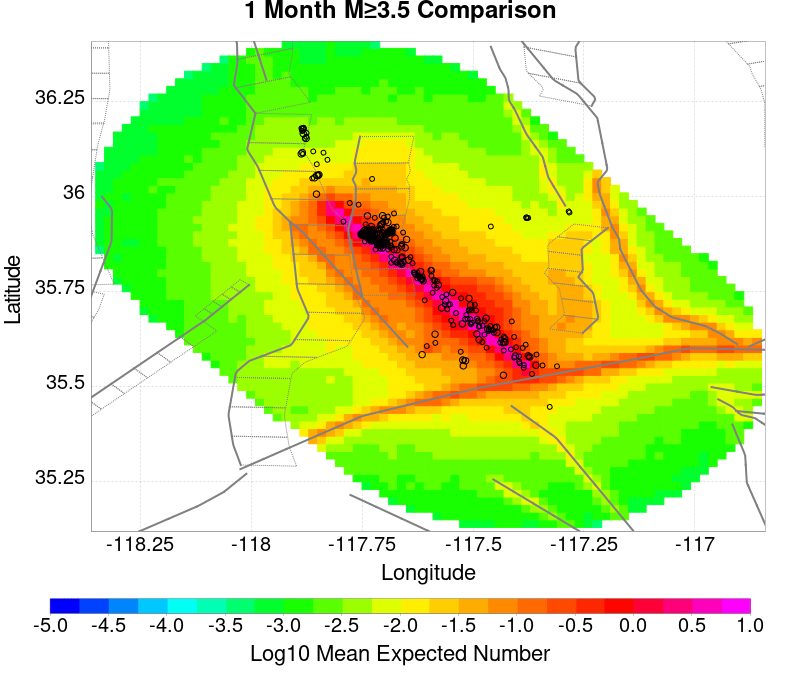 1 Month M≥3.5 Comparison
36.25
36
35.75
35.5
35.25
Latitude
-118.25 -118 -117.75 -117.5 -117.25 -117
Longitude
-5.0 -4.5 -4.0 -3.5 -3.0 -2.5 -2.0 -1.5 -1.0 -0.5 0.0 0.5 1.0
Log10 Mean Expected Number